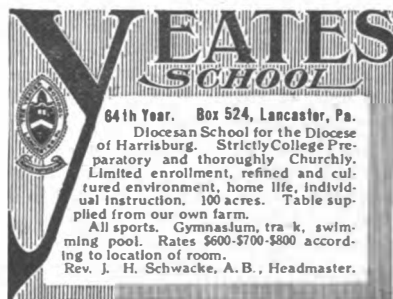 YEATES
SCHOOL
64th Year. Box 524, Lancaster, Pa.
Diocesan School for the Diocese
of Harrisburg. Strictly College Pre-
paratory and thoroughly Churchly.
Limited enrollment, refined and cul-
tured environment, home life, individ-
ual instruction. 100 acres. Table sup-
plied from our own farm.
All sports. Gymnasium, tra k, swim-
ming pool. Rates $600-$700-$800 accord-
ing to location of room.
Rev. J. H. Schwacke, A.B., Headmaster.